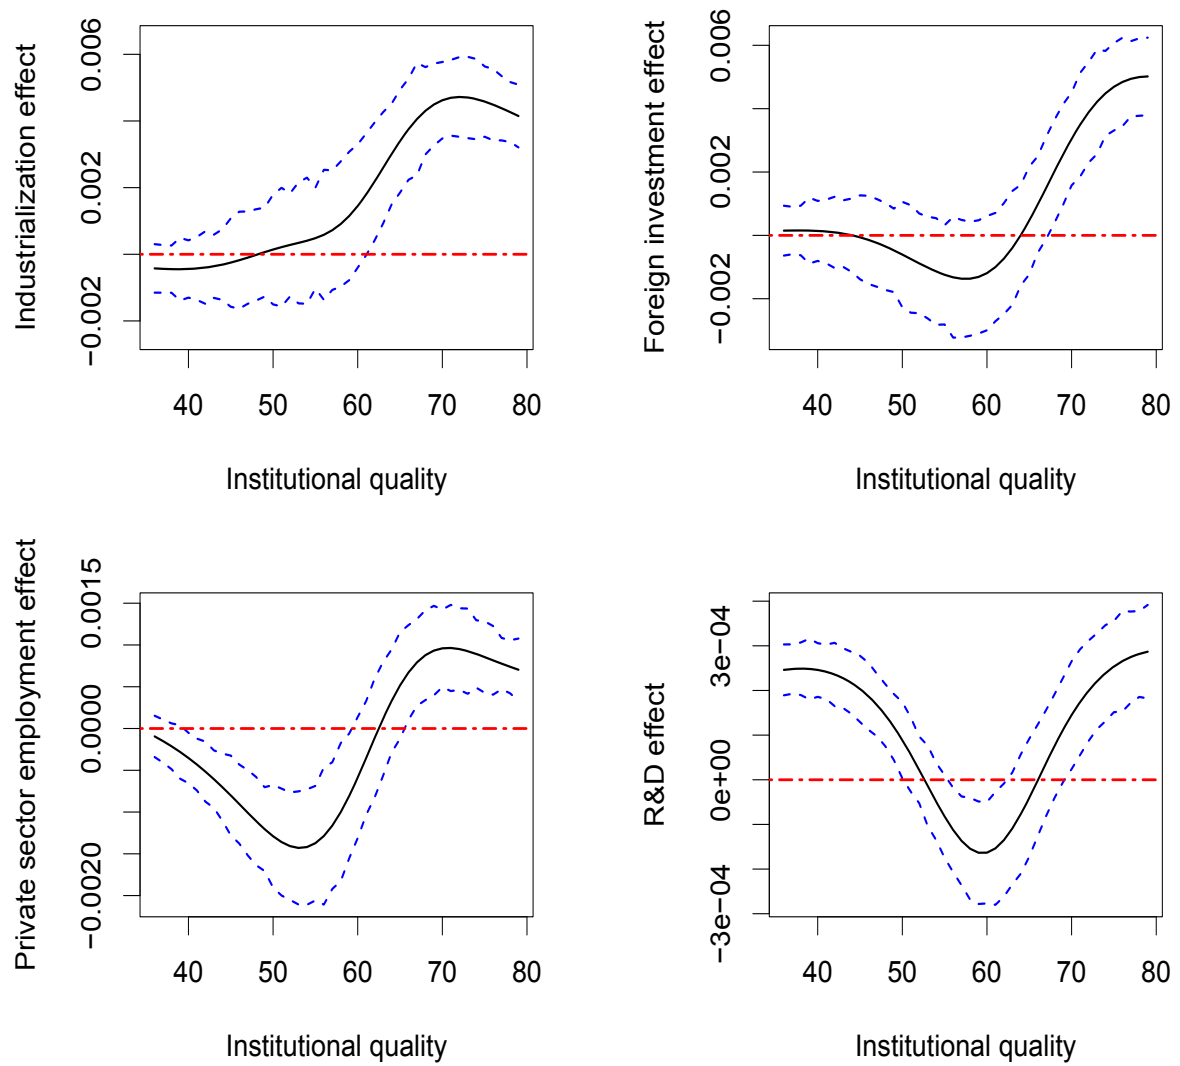 Industrialization effect
0.006
0.002
−0.002
40 50 60 70 80
Institutional quality
Foreign investment effect
0.006
0.002
−0.002
40 50 60 70 80
Institutional quality
Private sector employment effect
0.0015
0.0000
−0.0020
40 50 60 70 80
Institutional quality
R&D effect
3e−04
0e+00
−3e−04
40 50 60 70 80
Institutional quality